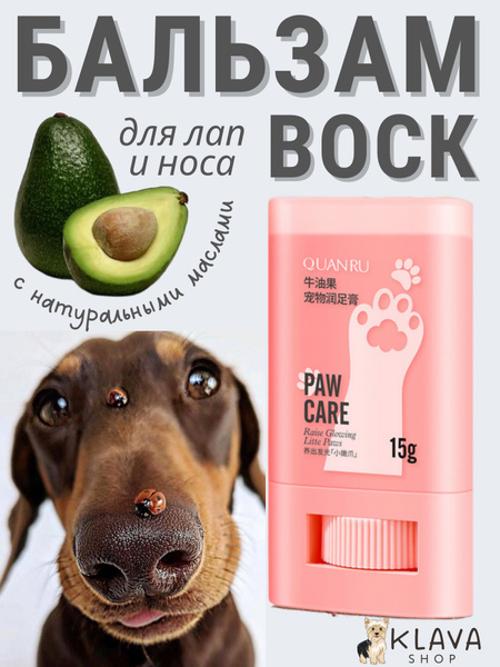 БАЛЬЗАМ
для лап
и носа
ВОСК
с натуральными маслами
QUANRU
牛油果
宠物润足膏
PAW
CARE
Raise Glowing
Litte Paws
养出发光「小嫩爪」
15g
KLAVA
SHOP